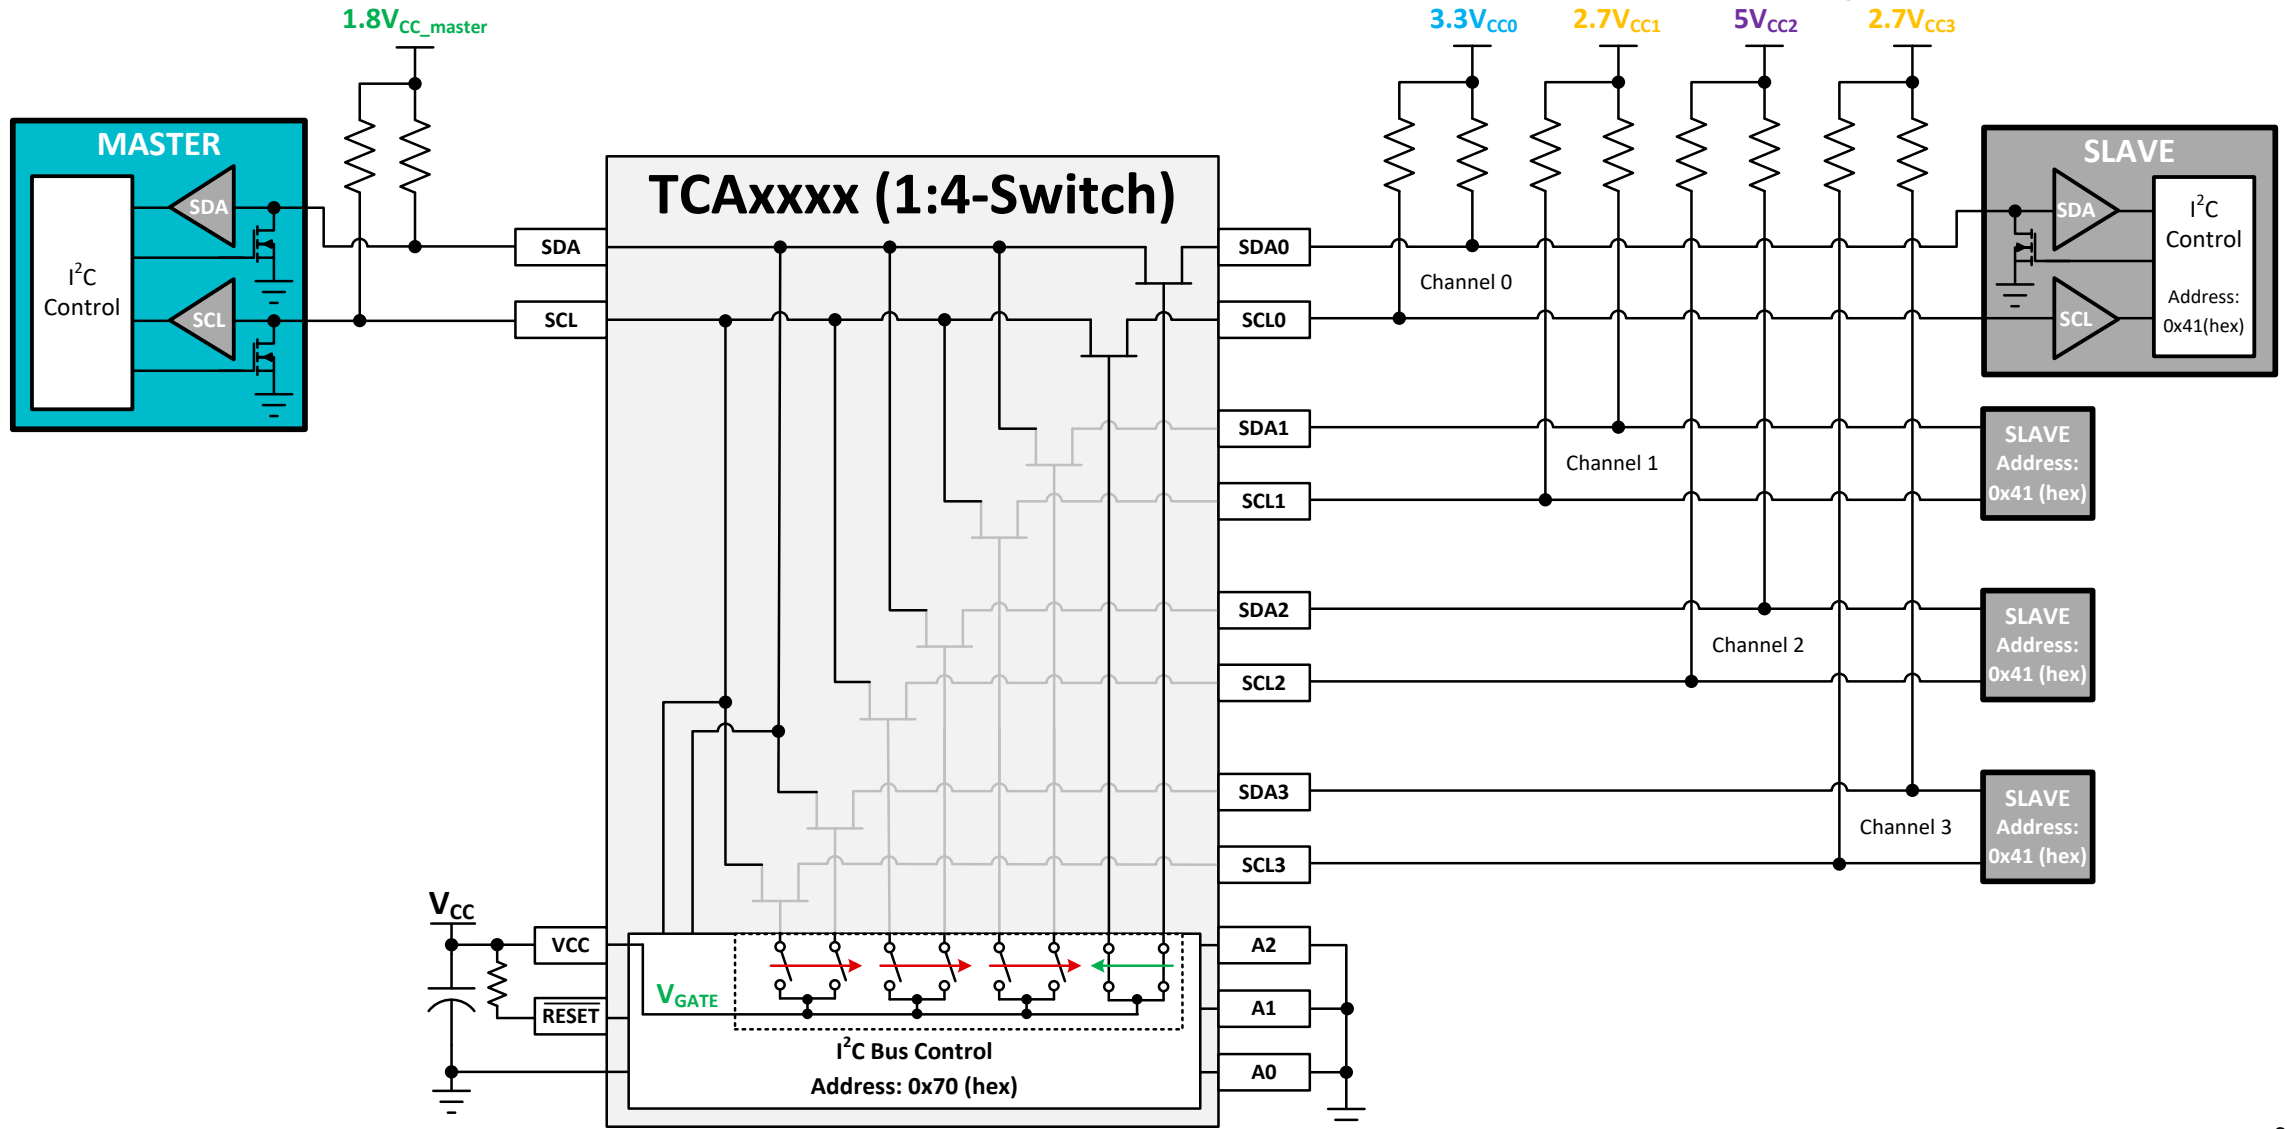 1.8VCC_master
3.3VCC0
2.7VCC1
5VCC2
2.7VCC3
MASTER
I2C
Control
SDA
SCL
TCAxxxx (1:4-Switch)
SDA
SCL
SDA0
SCL0
SDA1
SCL1
SDA2
SCL2
SDA3
SCL3
Channel 0
Channel 1
Channel 2
Channel 3
SLAVE
SDA
SCL
I2C
Control
Address:
0x41(hex)
SLAVE
Address:
0x41 (hex)
SLAVE
Address:
0x41 (hex)
SLAVE
Address:
0x41 (hex)
VCC
VCC
RESET
VGATE
I2C Bus Control
Address: 0x70 (hex)
A2
A1
A0